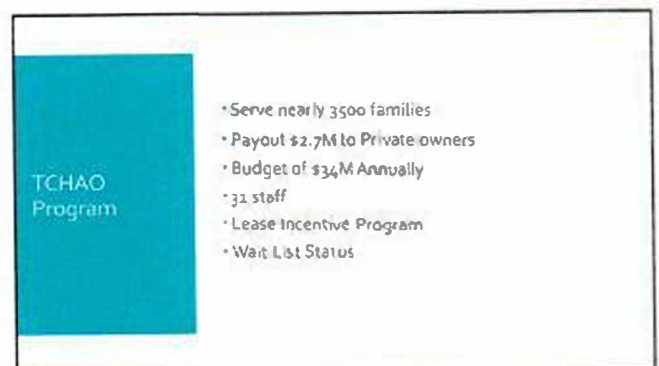 TCHAO
Program
• Serve nearly 3500 families
• Payout $2.7M to Private owners
• Budget of $34M Annually
• 31 staff
• Lease Incentive Program
• Wait List Status